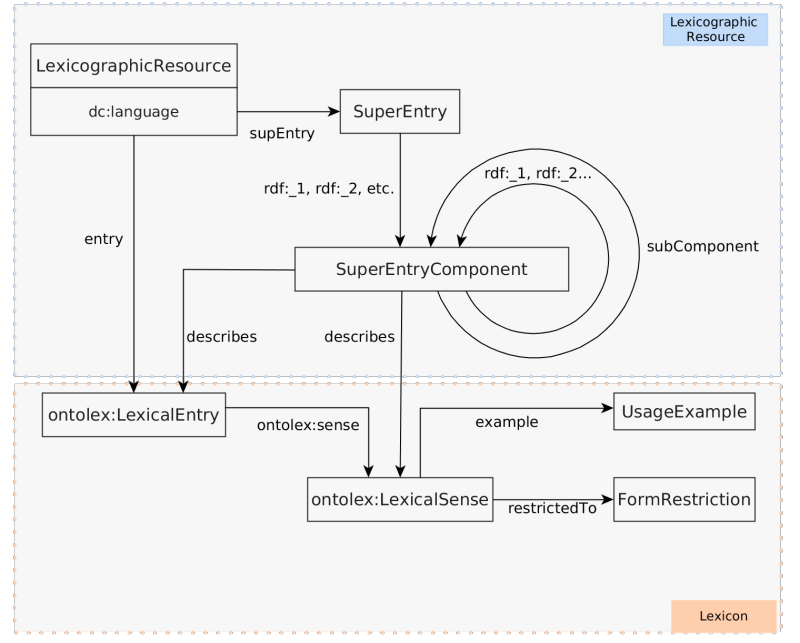 Lexicographic
Resource
LexicographicResource
dc:language
supEntry
SuperEntry
rdf:_1, rdf:_2, etc.
rdf:_1, rdf:_2...
entry
subComponent
SuperEntryComponent
describes
describes
ontolex:LexicalEntry
ontolex:sense
example
UsageExample
ontolex:LexicalSense
restrictedTo
FormRestriction
Lexicon